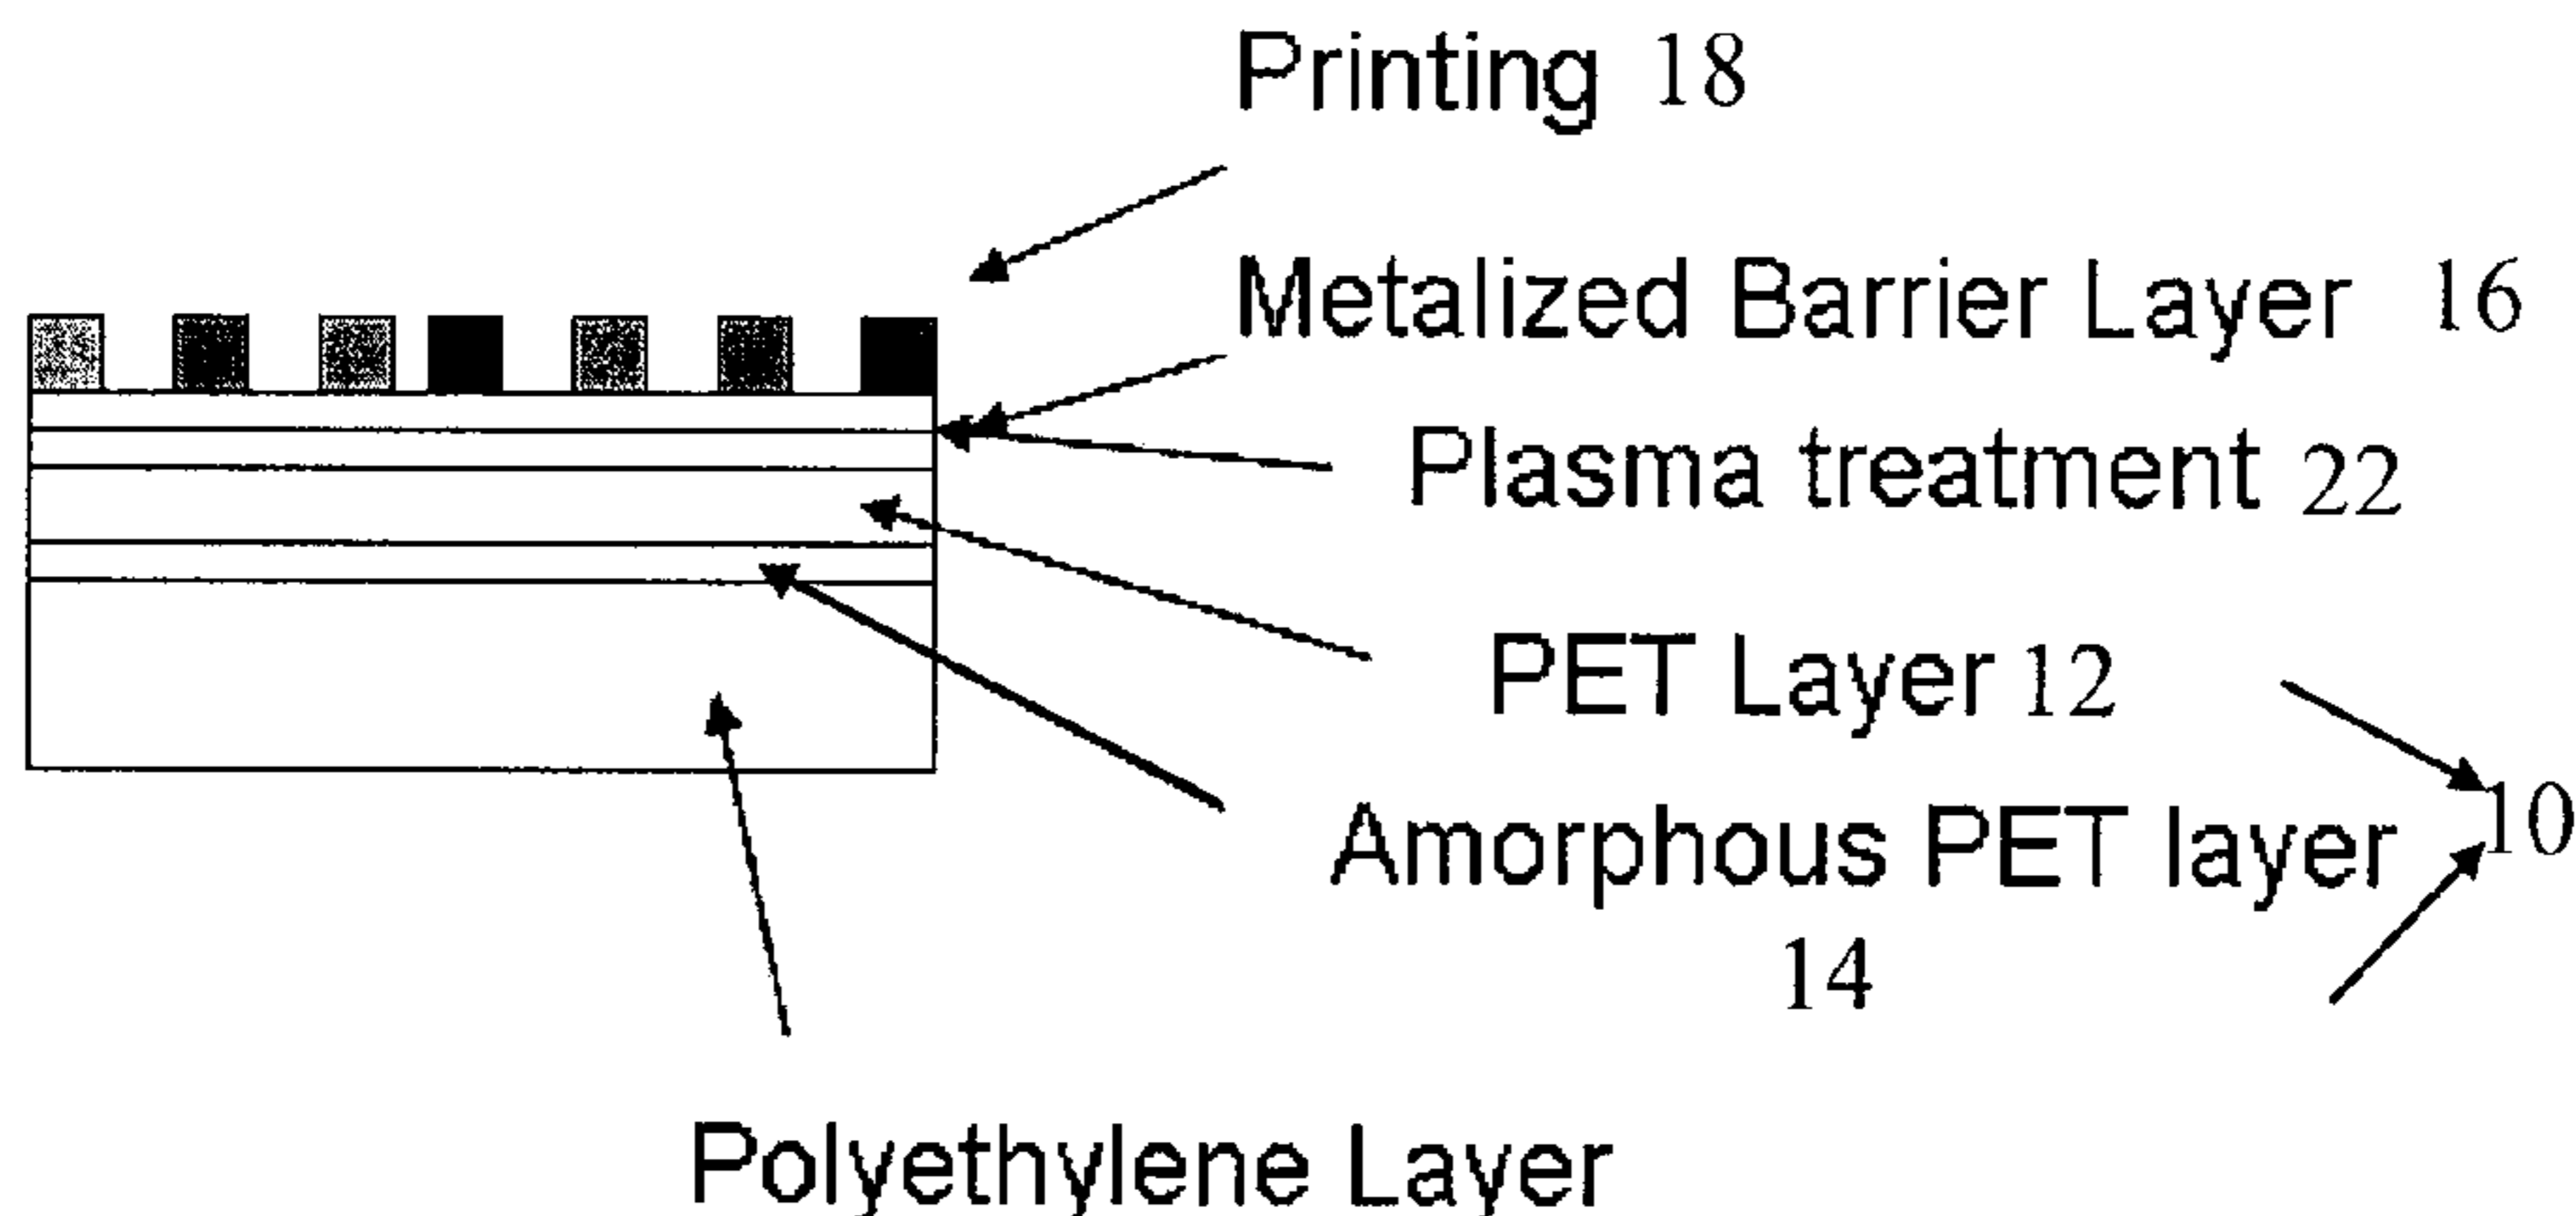 Printing 18
Metalized Barrier Layer 16
Plasma treatment 22
PET Layer 12
10
Amorphous PET layer
14
Polyethylene Layer